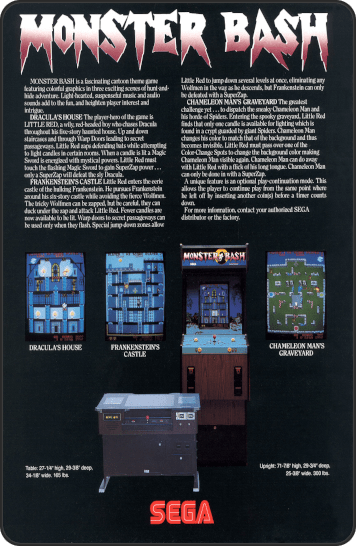 MONSTER BASH
MONSTER BASH is a fascinating cartoon theme game
featuring colorful graphics in three exciting scenes of hunt-and-
hide adventure. Light-hearted, suspenseful music and audio
sounds add to the fun, and heighten player interest and
intrigue.
DRACULA'S HOUSE The player-hero of the game is
LITTLE RED, a wily, red-headed boy who chases Dracula
throughout his five-story haunted house. Up and down
staircases and through Warp Doors leading to secret
passageways, Little Red zips defending bats while attempting
to light candles in certain rooms. When a candle is lit a Magic
Sword is energized with mystical powers. Little Red must
touch the flashing Magic Sword to gain SuperZap power . . .
only a SuperZap will defeat the sly Dracula.
FRANKENSTEIN'S CASTLE Little Red enters the eerie
castle of the hulking Frankenstein. He pursues Frankenstein
around his six-story castle while avoiding the fierce Wolfmen.
The tricky Wolfmen can be zapped, but be careful, they can
duck under the zap and attack Little Red. Fewer candles are
now available to be lit. Warp doors to secret passageways can
be used only when they flash. Special jump-down zones allow
Little Red to jump down several levels at once, eliminating any
Wolfmen in the way as he descends, but Frankenstein can only
be defeated with a SuperZap.
CHAMELEON MAN'S GRAVEYARD The greatest
challenge yet . . . to dispatch the sneaky Chameleon Man and
his horde of Spiders. Entering the spooky graveyard, Little Red
finds that only one candle is available for lighting which is
found in a crypt guarded by giant Spiders. Chameleon Man
changes his color to match that of the background and thus
becomes invisible. Little Red must pass over one of the
Color-Change Spots to change the background color making
Chameleon Man visible again. Chameleon Man can do away
with Little Red with a flick of his long tongue. Chameleon Man
can only be done in with a SuperZap.
A unique feature is an optional play-continuation mode. This
allows the player to continue play from the same point where
he left off by inserting another coin(s) before a timer counts
down.
For more information, contact your authorized SEGA
distributor or the factory.
MONSTER BASH
DRACULA'S HOUSE
FRANKENSTEIN'S
CASTLE
CHAMELEON MAN'S
GRAVEYARD
Table: 27-1/4" high, 29-3/8" deep,
24-1/8" wide. 165 lbs.
Upright: 71-7/8" high, 29-3/4" deep,
25-3/8" wide. 300 lbs.
SEGA